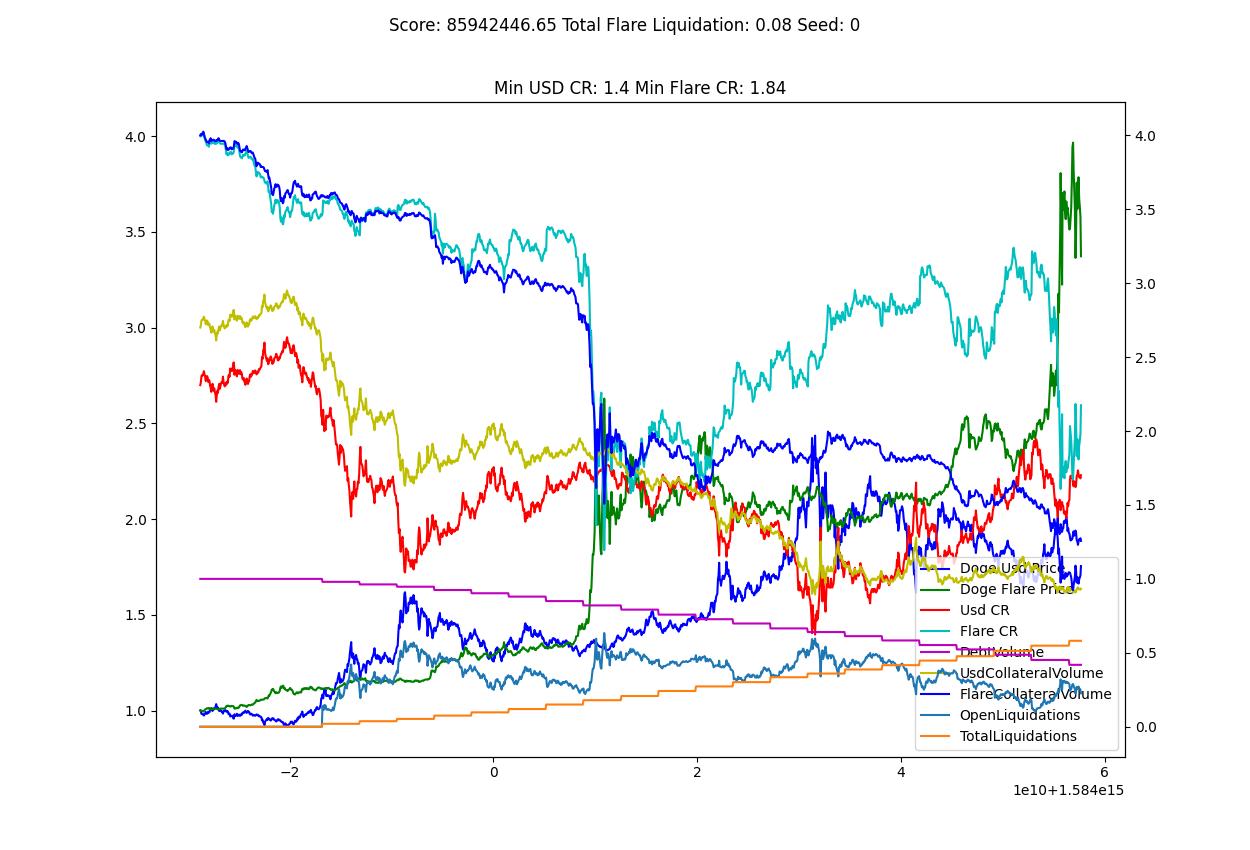 Score: 85942446.65 Total Flare Liquidation: 0.08 Seed: 0
Min USD CR: 1.4 Min Flare CR: 1.84
4.0
3.5
3.0
2.5
2.0
1.5
1.0
4.0
3.5
3.0
2.5
2.0
1.5
1.0
0.5
0.0
Doge Usd Price
Doge Flare Price
Usd CR
Flare CR
DebtVolume
UsdCollateralVolume
FlareCollateralVolume
OpenLiquidations
TotalLiquidations
−2 0 2 4 6
1e10+1.584e15